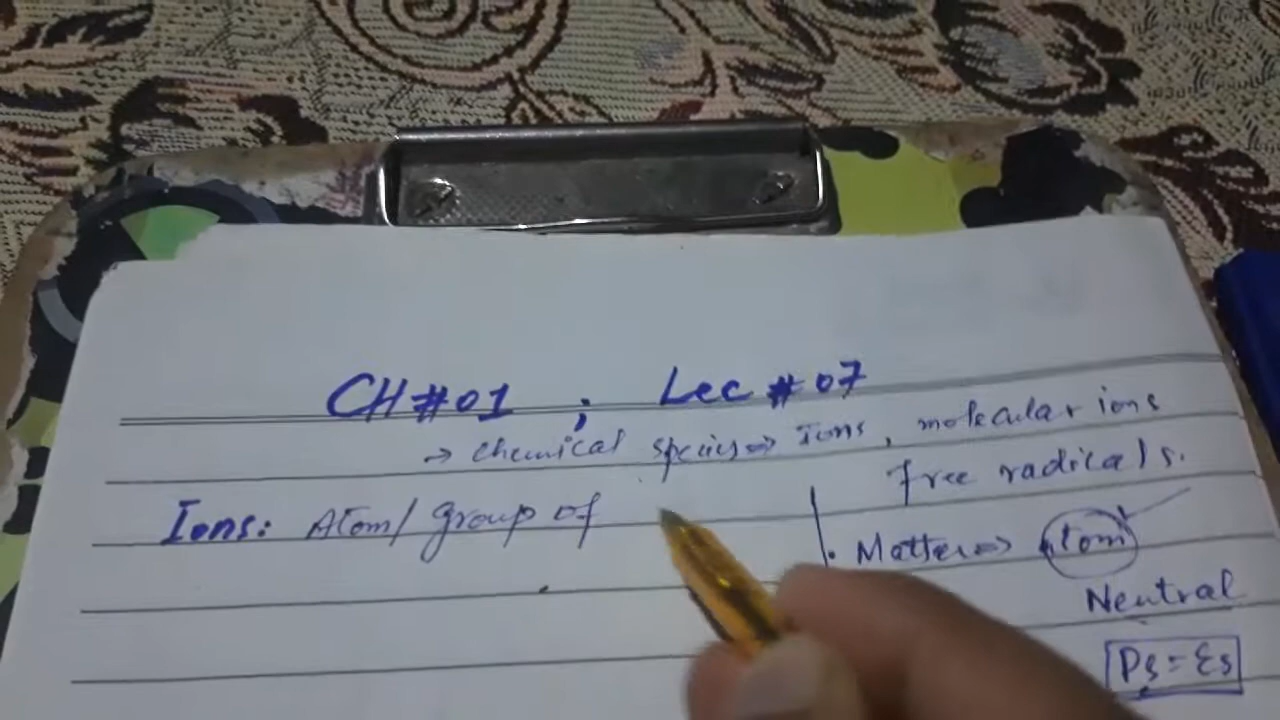 CH#01 ; Lec #07
→ chemical species ⇒ Ions, molecular ions
free radicals.
Ions: Atom/ group of
. Matter ⇒ Atom
Neutral
Ps = Es